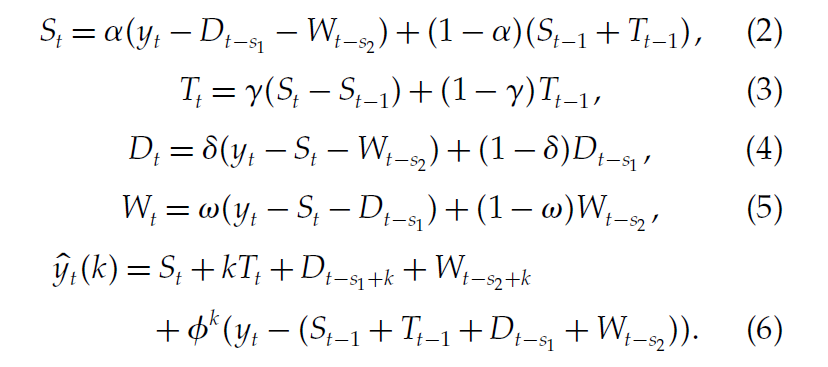 S_t = α(y_t − D_{t−s_1} − W_{t−s_2}) + (1 − α)(S_{t−1} + T_{t−1}), (2)
T_t = γ(S_t − S_{t−1}) + (1 − γ)T_{t−1}, (3)
D_t = δ(y_t − S_t − W_{t−s_2}) + (1 − δ)D_{t−s_1}, (4)
W_t = ω(y_t − S_t − D_{t−s_1}) + (1 − ω)W_{t−s_2}, (5)
ŷ_t(k) = S_t + kT_t + D_{t−s_1+k} + W_{t−s_2+k}
+ ϕ^k(y_t − (S_{t−1} + T_{t−1} + D_{t−s_1} + W_{t−s_2})). (6)